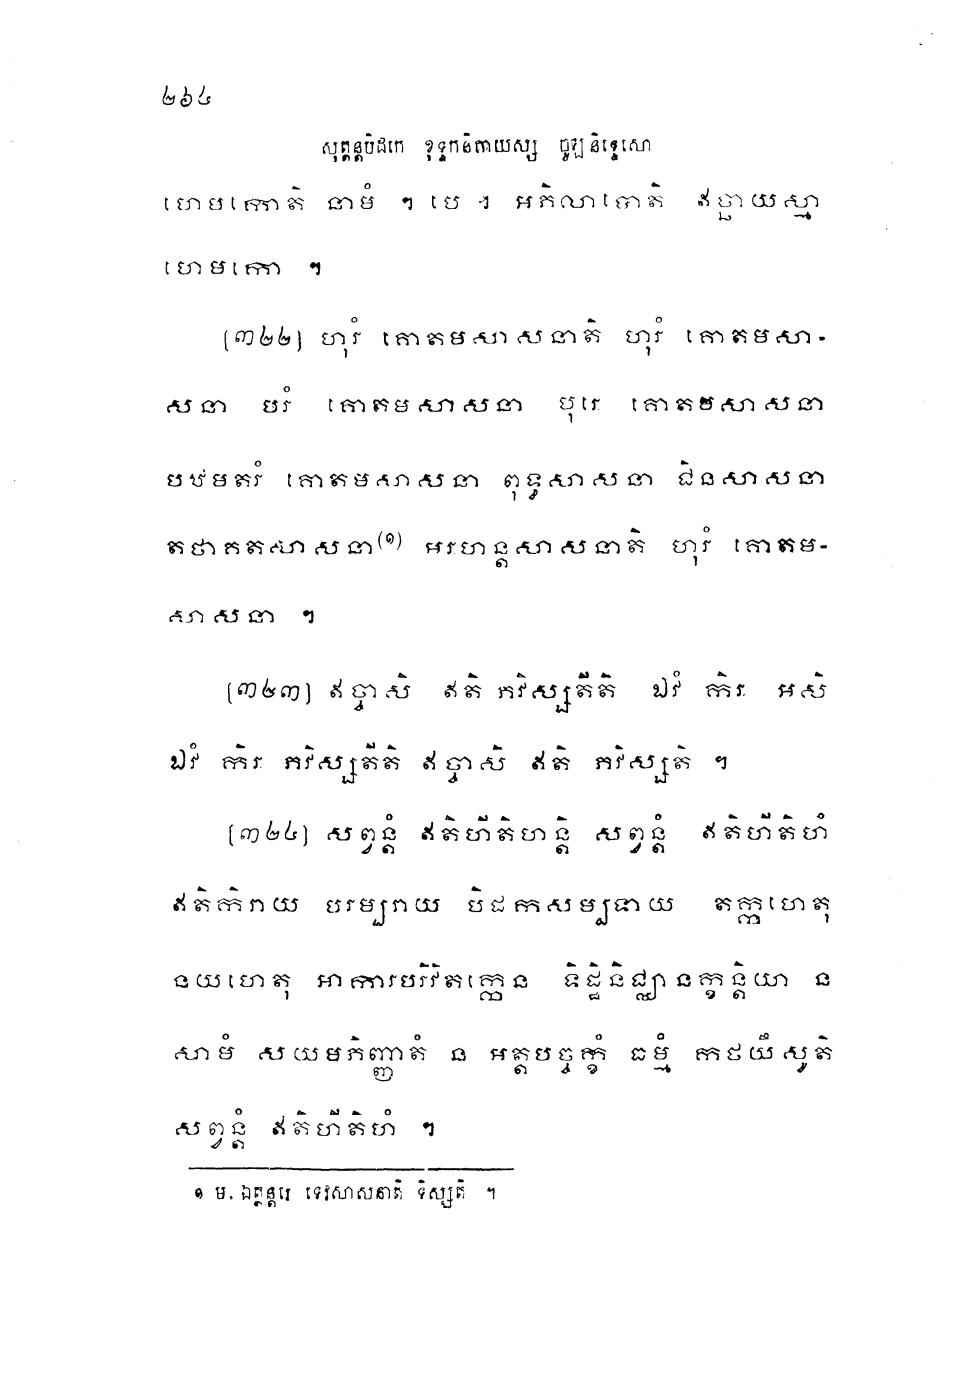 ២៦៤
សុត្តន្តបិដកេ ខុទ្ទកនិកាយស្ស ចូឡនិទ្ទេសោ
ហេមកោតិ នាមំ ។ បេ ។ អភិលាបោតិ ឥច្ចាយស្មា
ហេមកោ ។
[៣២២] ហុរំ គោតមសាសនាតិ ហុរំ គោតមសា-
សនា បរំ គោតមសាសនា បុរេ គោតមសាសនា
បឋមតរំ គោតមសាសនា ពុទ្ធសាសនា ជិនសាសនា
តថាគតសាសនា(១) អរហន្តសាសនាតិ ហុរំ គោតម-
សាសនា ។
[៣២៣] ឥច្ចាសិ ឥតិ ភវិស្សតីតិ ឯវំ កិរ អសិ
ឯវំ កិរ ភវិស្សតីតិ ឥច្ចាសិ ឥតិ ភវិស្សតិ ។
[៣២៤] សព្វន្តំ ឥតិហីតិហន្តិ សព្វន្តំ ឥតិហីតិហំ
ឥតិកិរាយ បរម្បរាយ បិដកសម្បទាយ តក្កហេតុ
នយហេតុ អាការបរិវិតក្កេន ទិដ្ឋិនិជ្ឈានក្ខន្តិយា ន
សាមំ សយមភិញ្ញាតំ ន អត្តបច្ចក្ខំ ធម្មំ កថយឹសូតិ
សព្វន្តំ ឥតិហីតិហំ ។
១ ម. ឯត្ថន្តរេ ទេវសាសនាតិ ទិស្សតិ ។